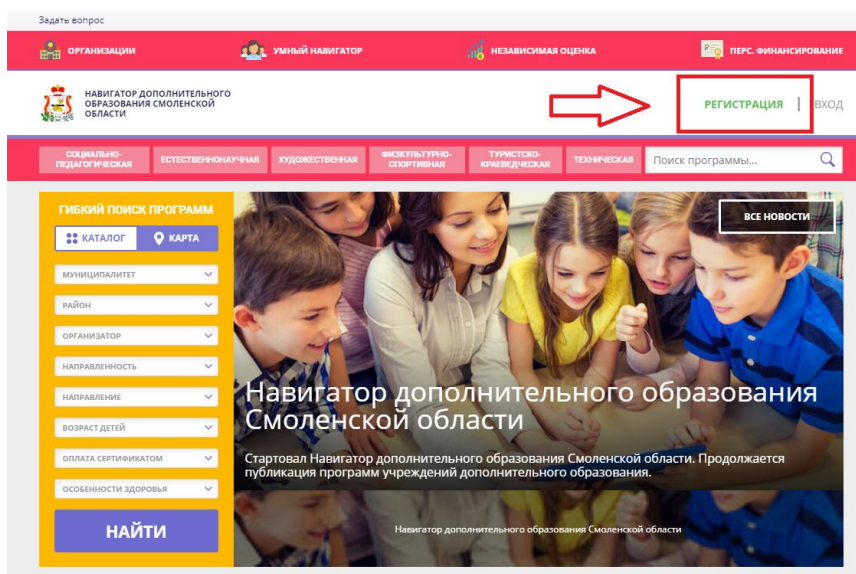 Задать вопрос
ОРГАНИЗАЦИИ
УМНЫЙ НАВИГАТОР
НЕЗАВИСИМАЯ ОЦЕНКА
ПЕРС. ФИНАНСИРОВАНИЕ
НАВИГАТОР ДОПОЛНИТЕЛЬНОГО
ОБРАЗОВАНИЯ СМОЛЕНСКОЙ
ОБЛАСТИ
РЕГИСТРАЦИЯ | ВХОД
СОЦИАЛЬНО-
ПЕДАГОГИЧЕСКАЯ
ЕСТЕСТВЕННОНАУЧНАЯ
ХУДОЖЕСТВЕННАЯ
ФИЗКУЛЬТУРНО-
СПОРТИВНАЯ
ТУРИСТСКО-
КРАЕВЕДЧЕСКАЯ
ТЕХНИЧЕСКАЯ
Поиск программы...
ГИБКИЙ ПОИСК ПРОГРАММ
КАТАЛОГ
КАРТА
МУНИЦИПАЛИТЕТ
РАЙОН
ОРГАНИЗАТОР
НАПРАВЛЕННОСТЬ
НАПРАВЛЕНИЕ
ВОЗРАСТ ДЕТЕЙ
ОПЛАТА СЕРТИФИКАТОМ
ОСОБЕННОСТИ ЗДОРОВЬЯ
НАЙТИ
ВСЕ НОВОСТИ
Навигатор дополнительного образования
Смоленской области
Стартовал Навигатор дополнительного образования Смоленской области. Продолжается
публикация программ учреждений дополнительного образования.
Навигатор дополнительного образования Смоленской области